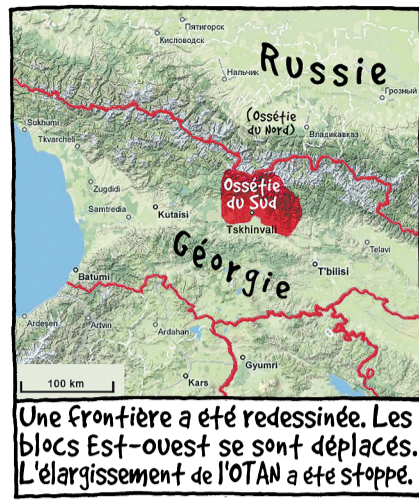 Пятигорск
Кисловодск
Russie
Нальчик
Грозный
(Ossétie
du Nord)
Владикавказ
Sukhumi
Tkvarcheli
Ossétie
du Sud
Zugdidi
Samtredia
Kutaisi
Tskhinvali
Géorgie
Telavi
T'bilisi
Batumi
Ardeşen
Artvin
Ardahan
Gyumri
Kars
100 km
Une frontière a été redessinée. Les
blocs Est-ouest se sont déplacés.
L'élargissement de l'OTAN a été stoppé.